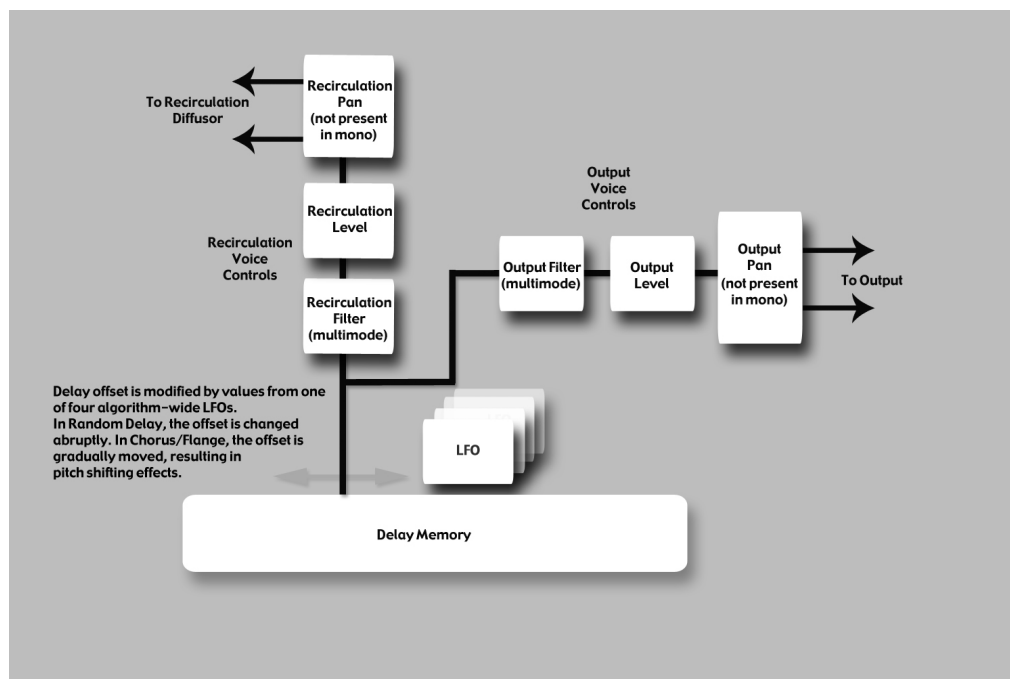 Recirculation
Pan
(not present
in mono)
To Recirculation
Diffusor
Recirculation
Level
Recirculation
Voice
Controls
Recirculation
Filter
(multimode)
Output
Voice
Controls
Output Filter
(multimode)
Output
Level
Output
Pan
(not present
in mono)
To Output
Delay offset is modified by values from one
of four algorithm-wide LFOs.
In Random Delay, the offset is changed
abruptly. In Chorus/Flange, the offset is
gradually moved, resulting in
pitch shifting effects.
LFO
Delay Memory